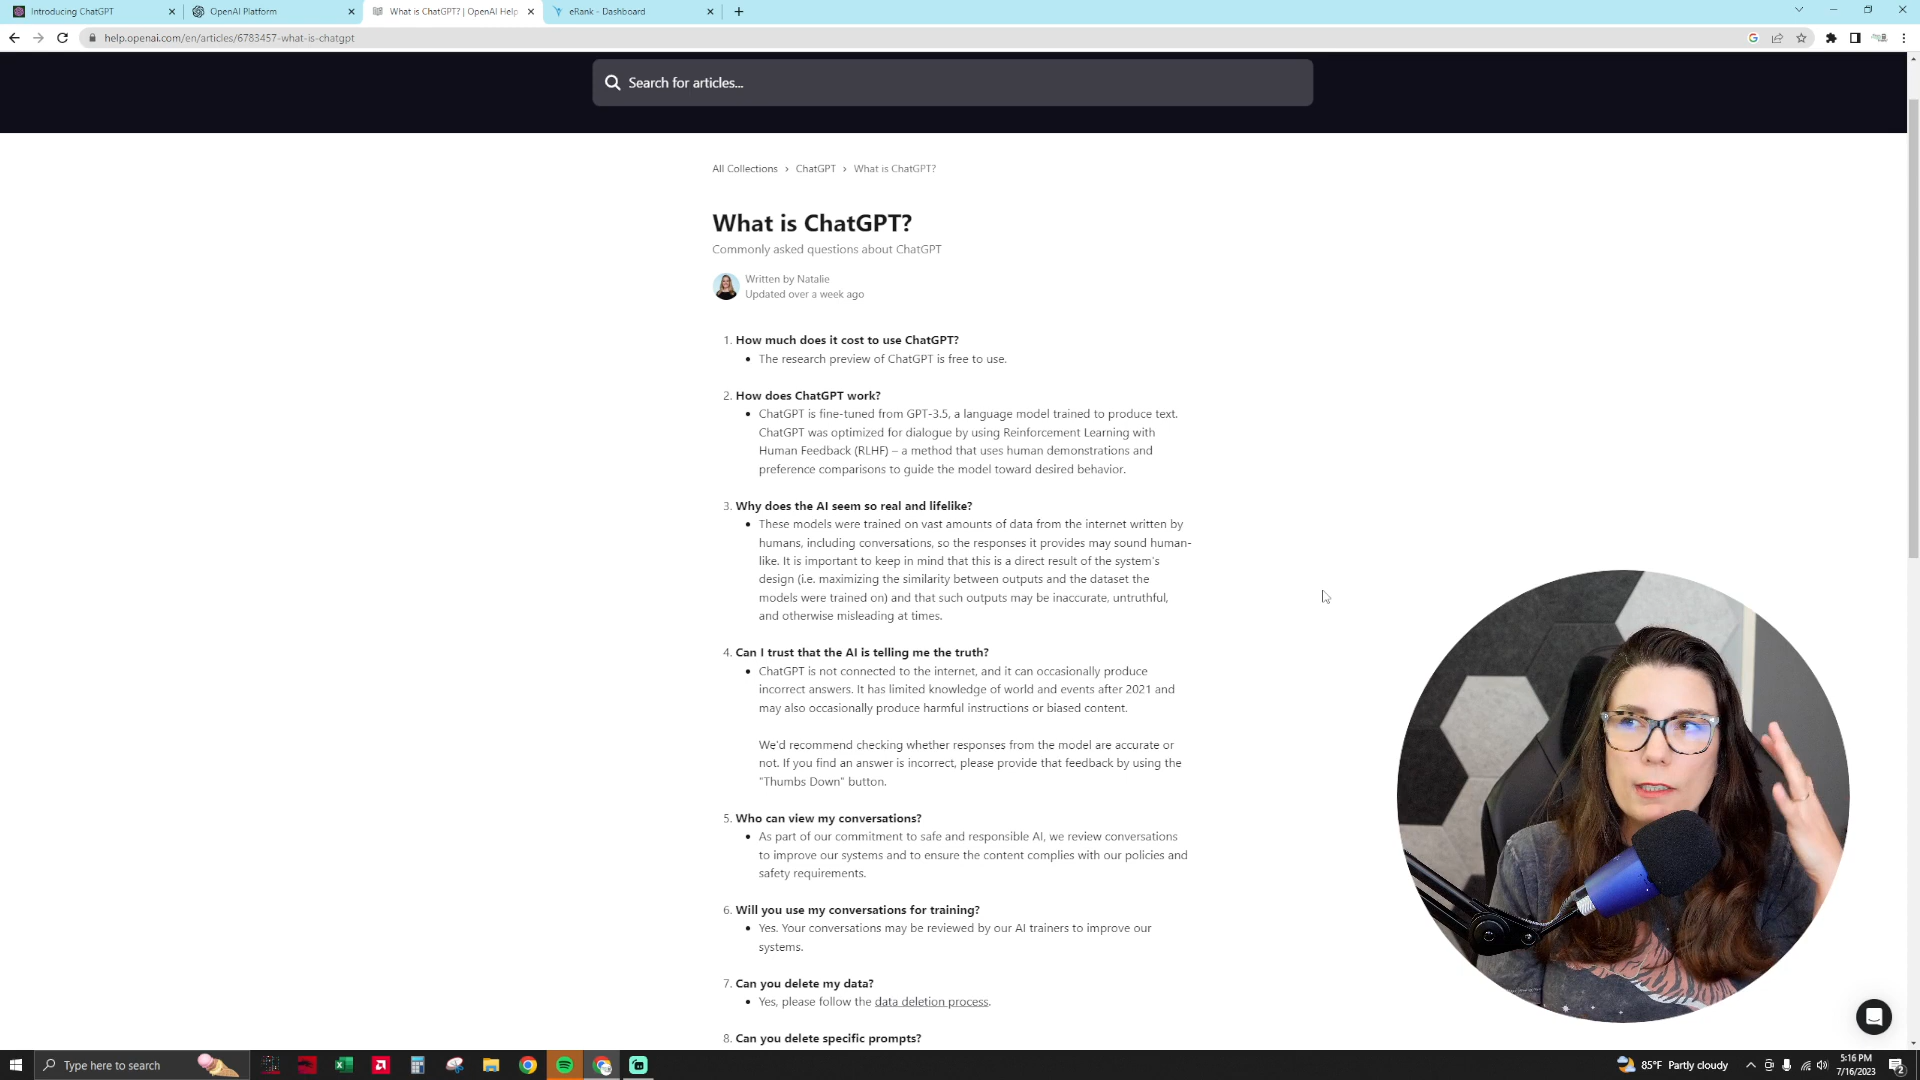 Introducing ChatGPT
OpenAI Platform
What is ChatGPT? | OpenAI Help
eRank - Dashboard
help.openai.com/en/articles/6783457-what-is-chatgpt
Search for articles...
All Collections > ChatGPT > What is ChatGPT?
What is ChatGPT?
Commonly asked questions about ChatGPT
Written by Natalie
Updated over a week ago
1. How much does it cost to use ChatGPT?
• The research preview of ChatGPT is free to use.
2. How does ChatGPT work?
• ChatGPT is fine-tuned from GPT-3.5, a language model trained to produce text.
ChatGPT was optimized for dialogue by using Reinforcement Learning with
Human Feedback (RLHF) – a method that uses human demonstrations and
preference comparisons to guide the model toward desired behavior.
3. Why does the AI seem so real and lifelike?
• These models were trained on vast amounts of data from the internet written by
humans, including conversations, so the responses it provides may sound human-
like. It is important to keep in mind that this is a direct result of the system's
design (i.e. maximizing the similarity between outputs and the dataset the
models were trained on) and that such outputs may be inaccurate, untruthful,
and otherwise misleading at times.
4. Can I trust that the AI is telling me the truth?
• ChatGPT is not connected to the internet, and it can occasionally produce
incorrect answers. It has limited knowledge of world and events after 2021 and
may also occasionally produce harmful instructions or biased content.
We'd recommend checking whether responses from the model are accurate or
not. If you find an answer is incorrect, please provide that feedback by using the
"Thumbs Down" button.
5. Who can view my conversations?
• As part of our commitment to safe and responsible AI, we review conversations
to improve our systems and to ensure the content complies with our policies and
safety requirements.
6. Will you use my conversations for training?
• Yes. Your conversations may be reviewed by our AI trainers to improve our
systems.
7. Can you delete my data?
• Yes, please follow the data deletion process.
8. Can you delete specific prompts?
Type here to search
85°F Partly cloudy
5:16 PM
7/16/2023
2